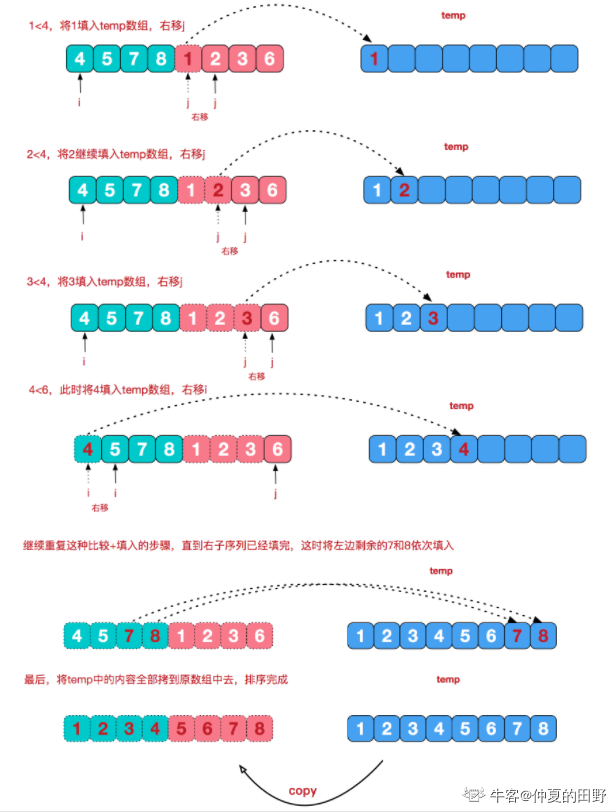 1<4，将1填入temp数组，右移j
temp
4 5 7 8 1 2 3 6
1
i
j
j
右移
2<4，将2继续填入temp数组，右移j
temp
4 5 7 8 1 2 3 6
1 2
i
j
j
右移
3<4，将3填入temp数组，右移j
temp
4 5 7 8 1 2 3 6
1 2 3
i
j
j
右移
4<6，此时将4填入temp数组，右移i
temp
4 5 7 8 1 2 3 6
1 2 3 4
i
i
j
右移
继续重复这种比较+填入的步骤，直到右子序列已经填完，这时将左边剩余的7和8依次填入
temp
4 5 7 8 1 2 3 6
1 2 3 4 5 6 7 8
最后，将temp中的内容全部拷到原数组中去，排序完成
temp
1 2 3 4 5 6 7 8
1 2 3 4 5 6 7 8
copy
牛客@仲夏的田野